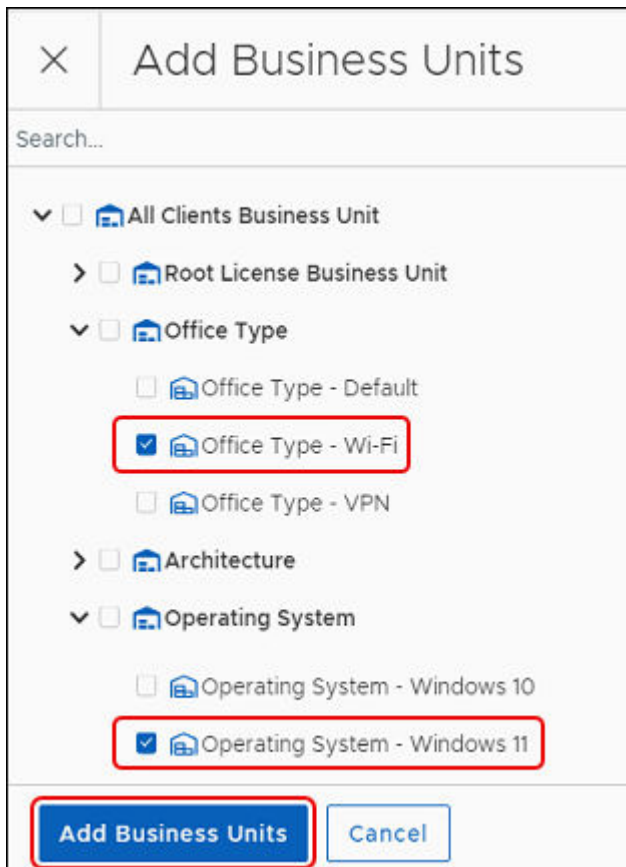 Add Business Units
Search...
All Clients Business Unit
Root License Business Unit
Office Type
Office Type - Default
Office Type - Wi-Fi
Office Type - VPN
Architecture
Operating System
Operating System - Windows 10
Operating System - Windows 11
Add Business Units
Cancel